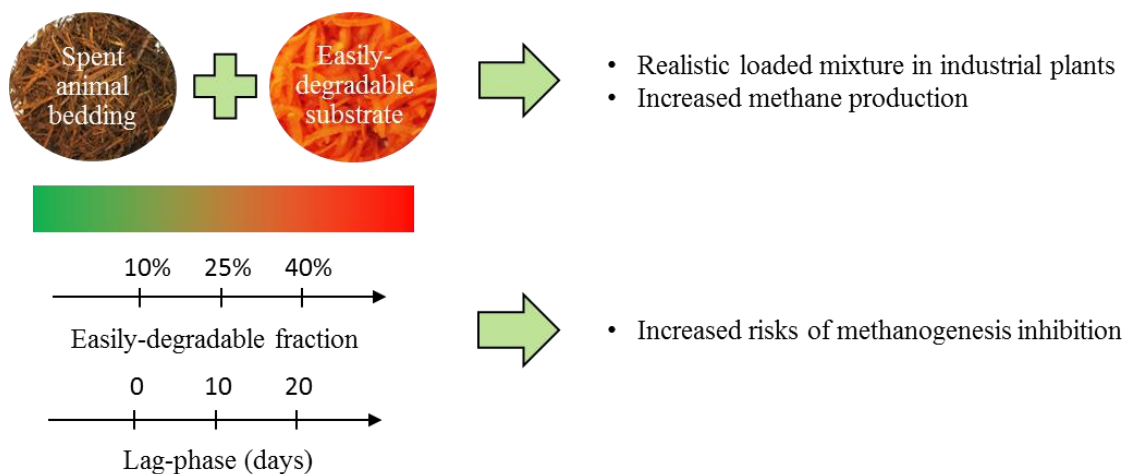 Spent
animal
bedding
Easily-
degradable
substrate
• Realistic loaded mixture in industrial plants
• Increased methane production
10% 25% 40%
Easily-degradable fraction
0 10 20
Lag-phase (days)
• Increased risks of methanogenesis inhibition